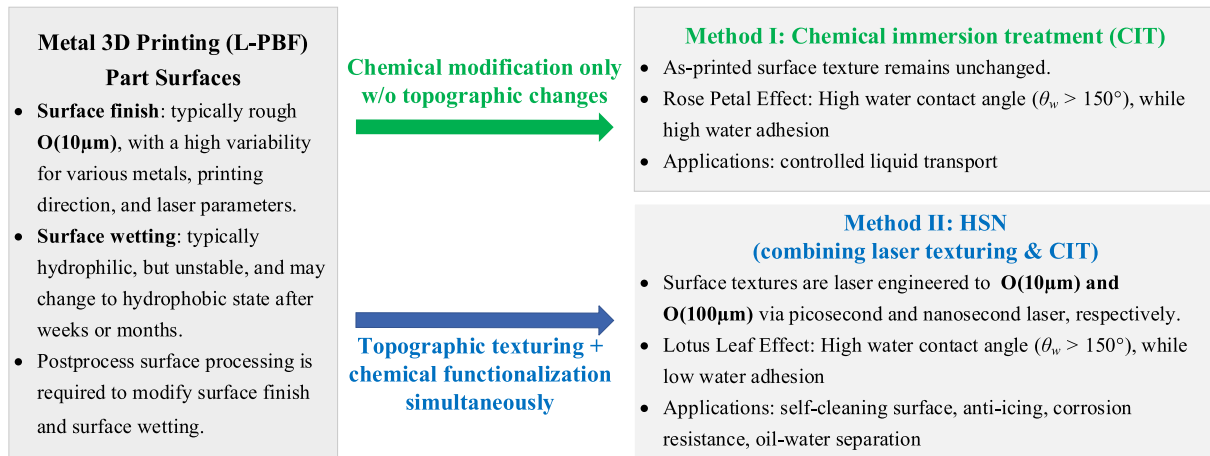 Metal 3D Printing (L-PBF)
Part Surfaces
• Surface finish: typically rough
O(10μm), with a high variability
for various metals, printing
direction, and laser parameters.
• Surface wetting: typically
hydrophilic, but unstable, and may
change to hydrophobic state after
weeks or months.
• Postprocess surface processing is
required to modify surface finish
and surface wetting.
Chemical modification only
w/o topographic changes
Topographic texturing +
chemical functionalization
simultaneously
Method I: Chemical immersion treatment (CIT)
• As-printed surface texture remains unchanged.
• Rose Petal Effect: High water contact angle (θw > 150°), while
high water adhesion
• Applications: controlled liquid transport
Method II: HSN
(combining laser texturing & CIT)
• Surface textures are laser engineered to O(10μm) and
O(100μm) via picosecond and nanosecond laser, respectively.
• Lotus Leaf Effect: High water contact angle (θw > 150°), while
low water adhesion
• Applications: self-cleaning surface, anti-icing, corrosion
resistance, oil-water separation